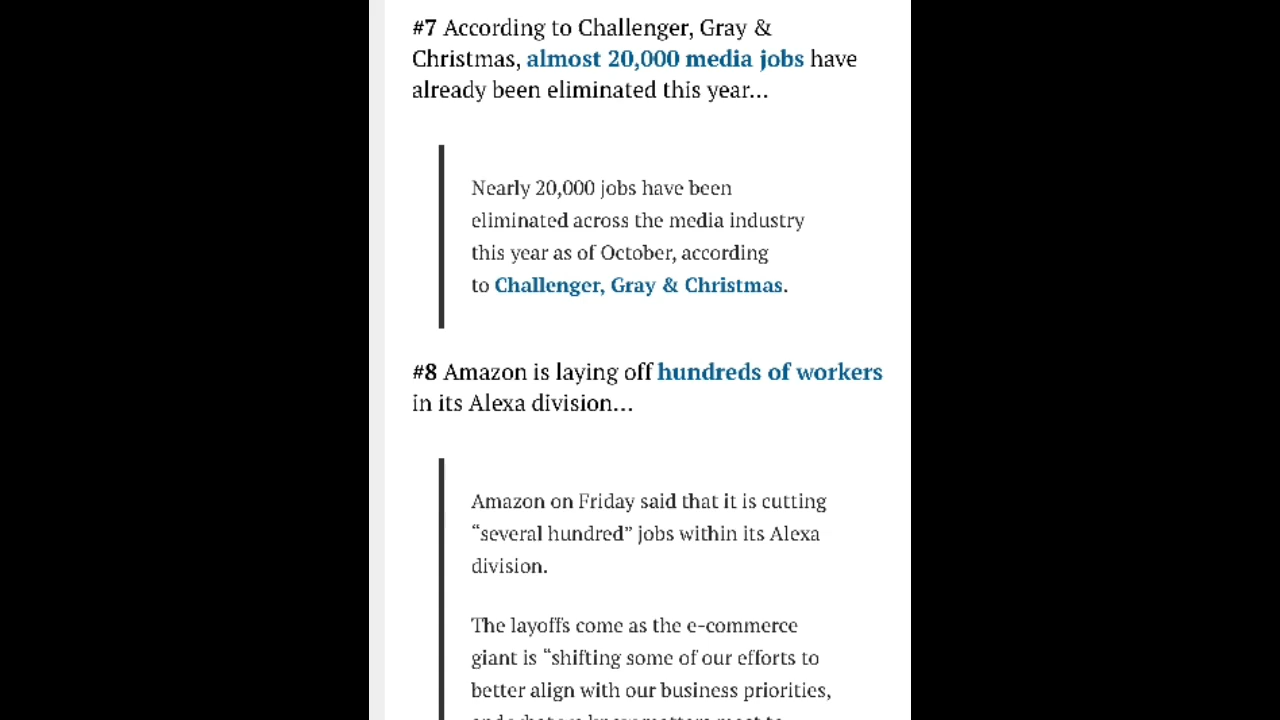 #7 According to Challenger, Gray &
Christmas, almost 20,000 media jobs have
already been eliminated this year…
Nearly 20,000 jobs have been
eliminated across the media industry
this year as of October, according
to Challenger, Gray & Christmas.
#8 Amazon is laying off hundreds of workers
in its Alexa division…
Amazon on Friday said that it is cutting
“several hundred” jobs within its Alexa
division.
The layoffs come as the e-commerce
giant is “shifting some of our efforts to
better align with our business priorities,